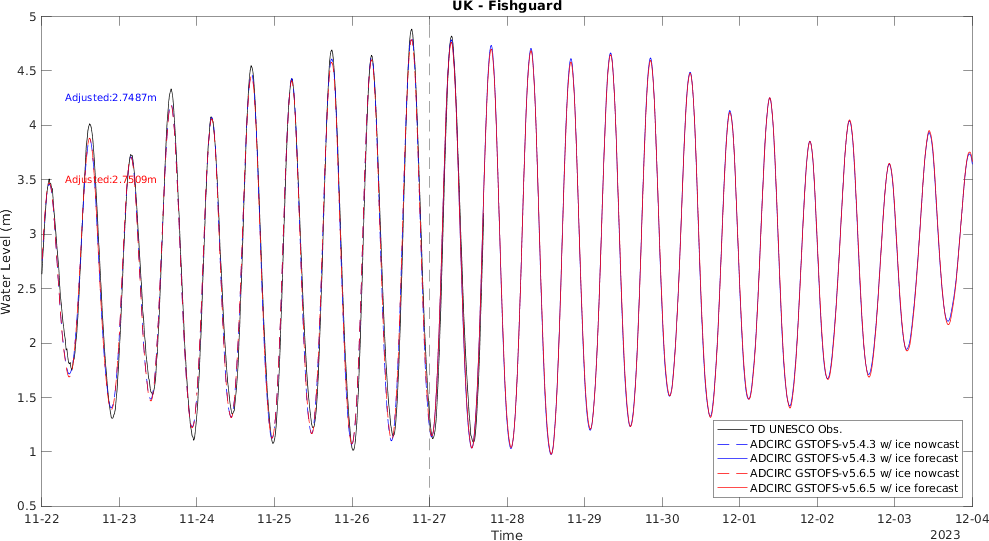 UK - Fishguard
5
4.5
4
3.5
3
2.5
2
1.5
1
0.5
Water Level (m)
Adjusted:2.7487m
Adjusted:2.7509m
TD UNESCO Obs.
ADCIRC GSTOFS-v5.4.3 w/ ice nowcast
ADCIRC GSTOFS-v5.4.3 w/ ice forecast
ADCIRC GSTOFS-v5.6.5 w/ ice nowcast
ADCIRC GSTOFS-v5.6.5 w/ ice forecast
11-22 11-23 11-24 11-25 11-26 11-27 11-28 11-29 11-30 12-01 12-02 12-03 12-04
Time
2023